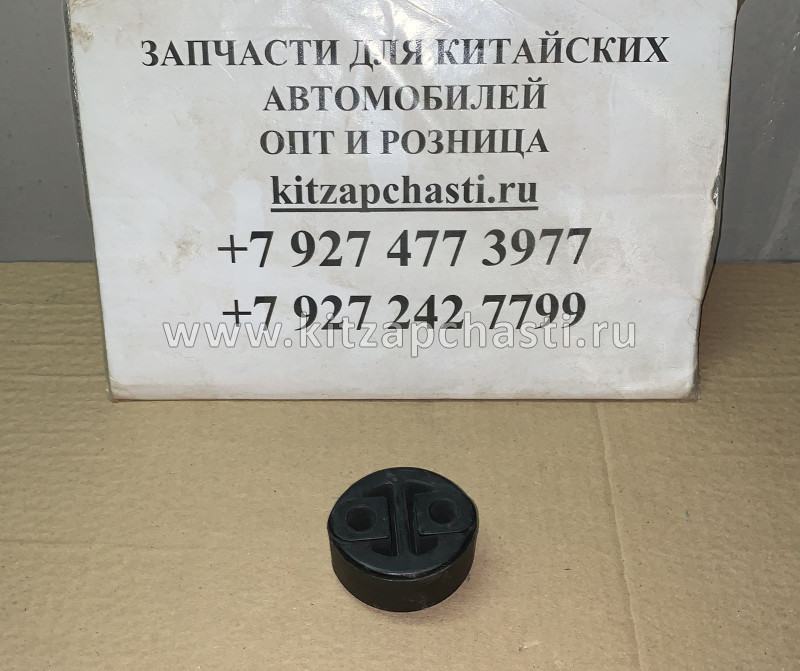 ЗАПЧАСТИ ДЛЯ КИТАЙСКИХ
АВТОМОБИЛЕЙ
ОПТ И РОЗНИЦА
kitzapchasti.ru
+7 927 477 3977
+7 927 242 7799
www.kitzapchasti.ru